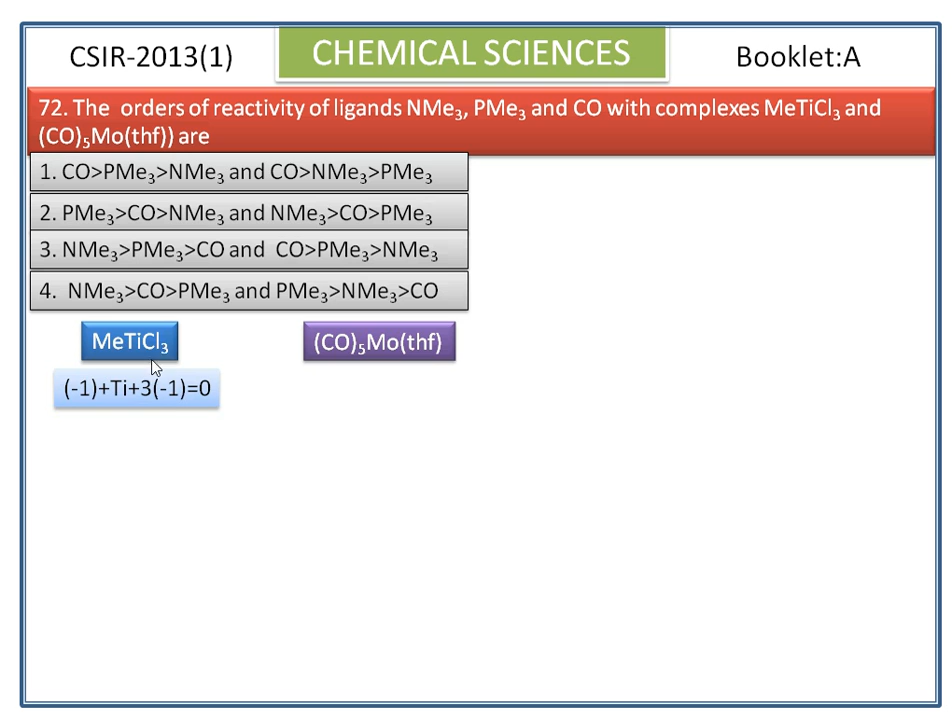 CSIR-2013(1)
CHEMICAL SCIENCES
Booklet:A
72. The orders of reactivity of ligands NMe₃, PMe₃ and CO with complexes MeTiCl₃ and
(CO)₅Mo(thf)) are
1. CO>PMe₃>NMe₃ and CO>NMe₃>PMe₃
2. PMe₃>CO>NMe₃ and NMe₃>CO>PMe₃
3. NMe₃>PMe₃>CO and CO>PMe₃>NMe₃
4. NMe₃>CO>PMe₃ and PMe₃>NMe₃>CO
MeTiCl₃
(CO)₅Mo(thf)
(-1)+Ti+3(-1)=0